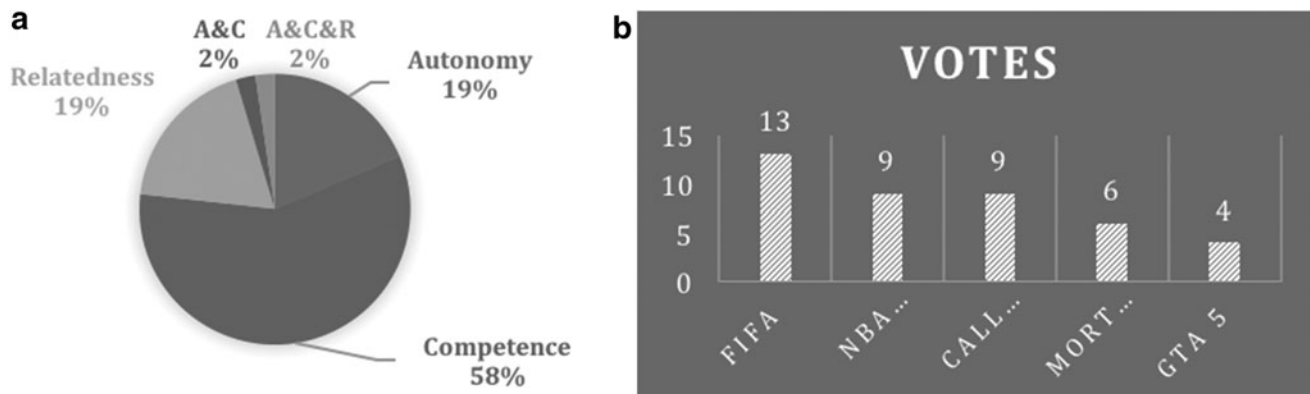 a
A&C
2%
A&C&R
2%
Autonomy
19%
Relatedness
19%
Competence
58%
b
VOTES
15
10
5
0
13
9
9
6
4
FIFA
NBA...
CALL...
MORT...
GTA 5